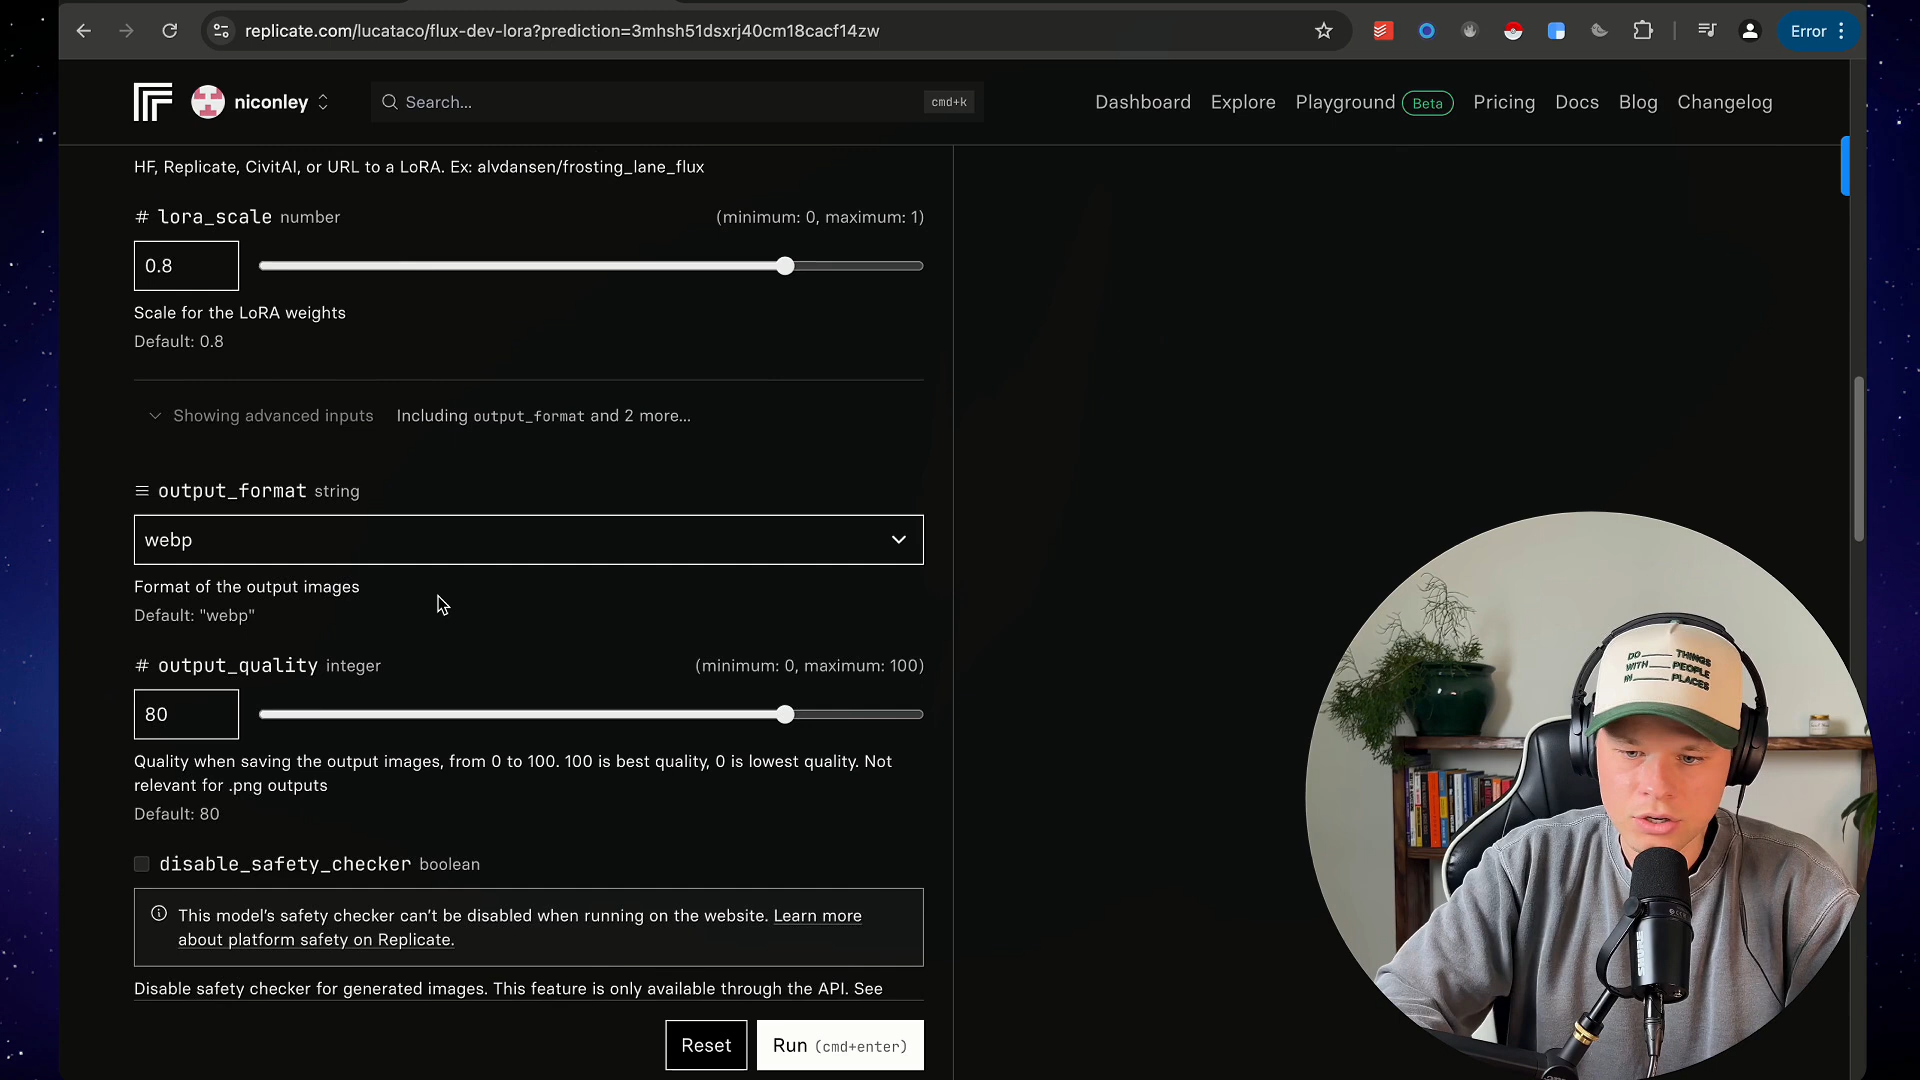 replicate.com/lucataco/flux-dev-lora?prediction=3mhsh51dsxrj40cm18cacf14zw
Error
niconley
Search...
cmd+k
Dashboard Explore Playground Beta Pricing Docs Blog Changelog
HF, Replicate, CivitAI, or URL to a LoRA. Ex: alvdansen/frosting_lane_flux
# lora_scale number (minimum: 0, maximum: 1)
0.8
Scale for the LoRA weights
Default: 0.8
Showing advanced inputs Including output_format and 2 more...
output_format string
webp
Format of the output images
Default: "webp"
# output_quality integer (minimum: 0, maximum: 100)
80
Quality when saving the output images, from 0 to 100. 100 is best quality, 0 is lowest quality. Not
relevant for .png outputs
Default: 80
disable_safety_checker boolean
This model's safety checker can't be disabled when running on the website. Learn more
about platform safety on Replicate.
Disable safety checker for generated images. This feature is only available through the API. See
Reset
Run (cmd+enter)
DO_____ THINGS
WITH____ PEOPLE
IN______ PLACES
SHURE